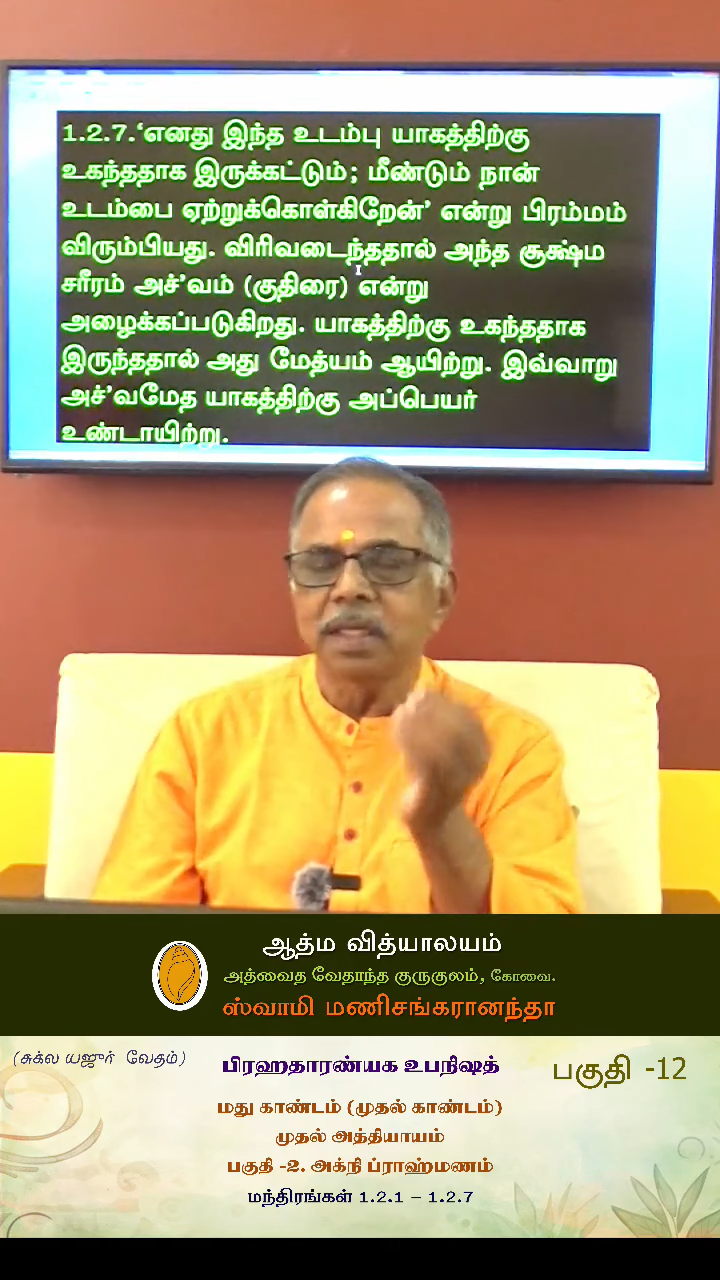 1.2.7.‘எனது இந்த உடம்பு யாகத்திற்கு
உகந்ததாக இருக்கட்டும்; மீண்டும் நான்
உடம்பை ஏற்றுக்கொள்கிறேன்’ என்று பிரம்மம்
விரும்பியது. விரிவடைந்ததால் அந்த சூக்ஷ்ம
சரீரம் அச்’வம் (குதிரை) என்று
அழைக்கப்படுகிறது. யாகத்திற்கு உகந்ததாக
இருந்ததால் அது மேத்யம் ஆயிற்று. இவ்வாறு
அச்’வமேத யாகத்திற்கு அப்பெயர்
உண்டாயிற்று.
ஆத்ம வித்யாலயம்
அத்வைத வேதாந்த குருகுலம், கோவை.
ஸ்வாமி மணிசங்கரானந்தா
(சுக்ல யஜுர் வேதம்)
பிரஹதாரண்யக உபநிஷத்
பகுதி -12
மது காண்டம் (முதல் காண்டம்)
முதல் அத்தியாயம்
பகுதி -2. அக்நி ப்ராஹ்மணம்
மந்திரங்கள் 1.2.1 – 1.2.7